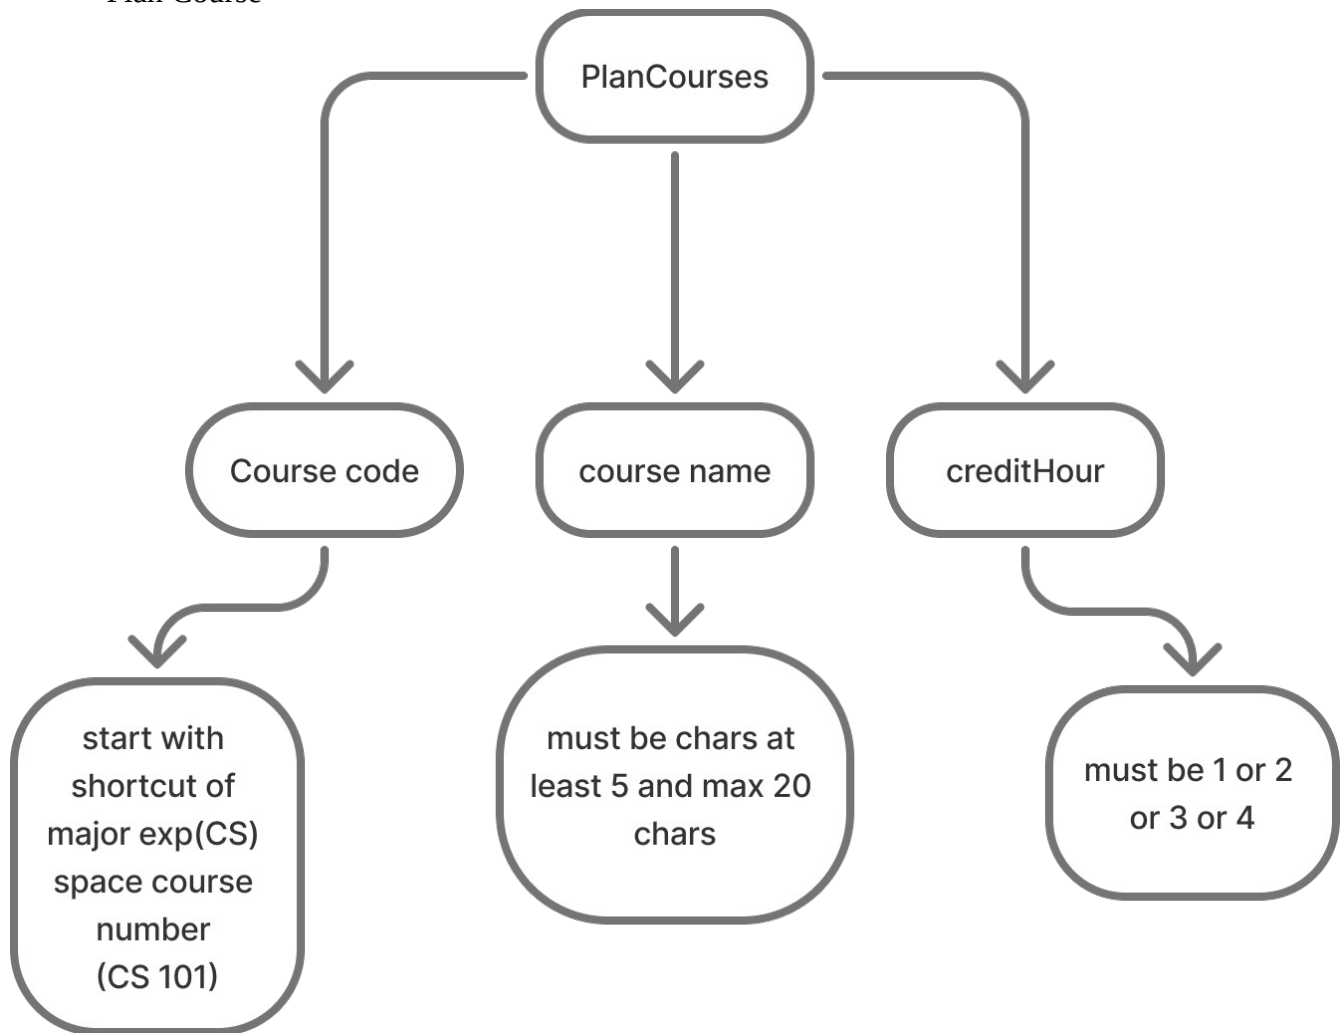 Plan Course
PlanCourses
Course code
course name
creditHour
start with
shortcut of
major exp(CS)
space course
number
(CS 101)
must be chars at
least 5 and max 20
chars
must be 1 or 2
or 3 or 4